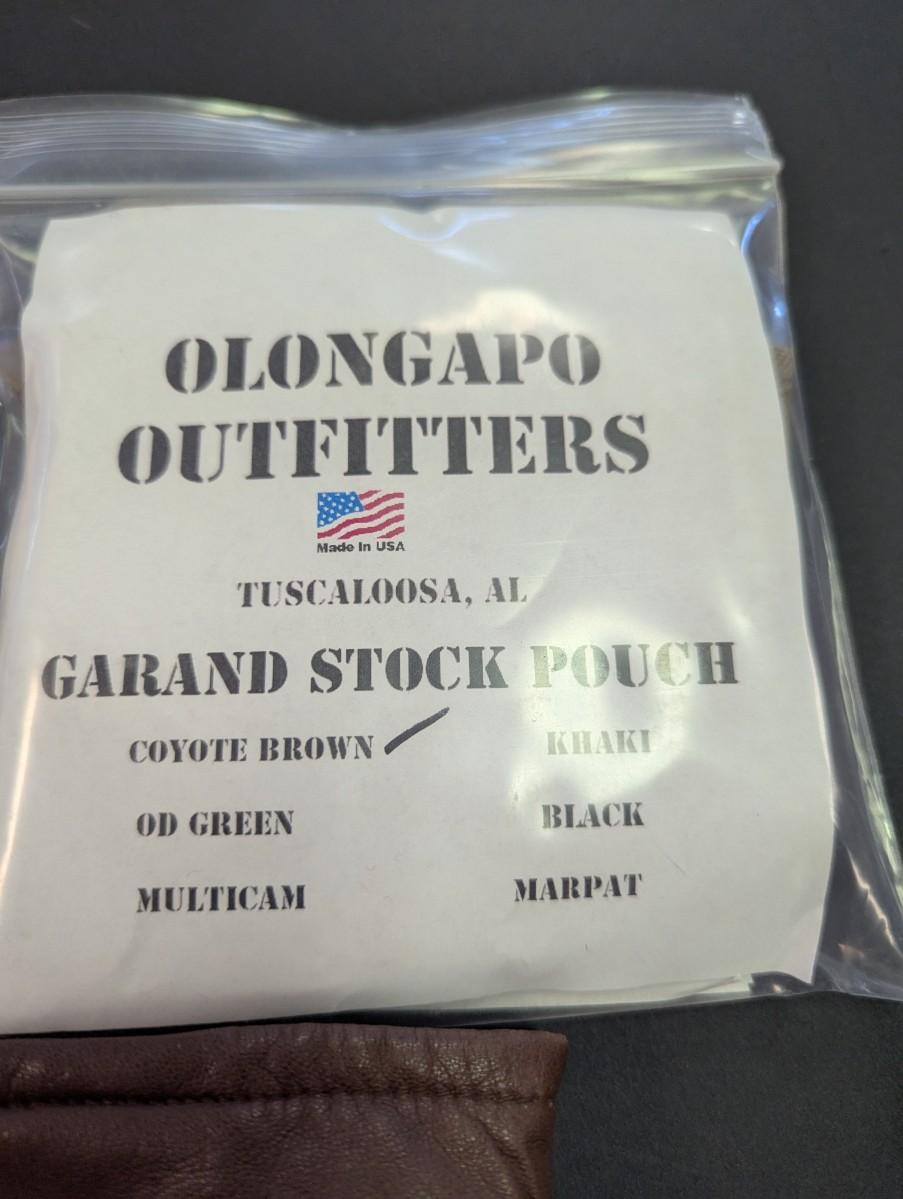 OLONGAPO
OUTFITTERS
Made In USA
TUSCALOOSA, AL
GARAND STOCK POUCH
COYOTE BROWN KHAKI
OD GREEN BLACK
MULTICAM MARPAT